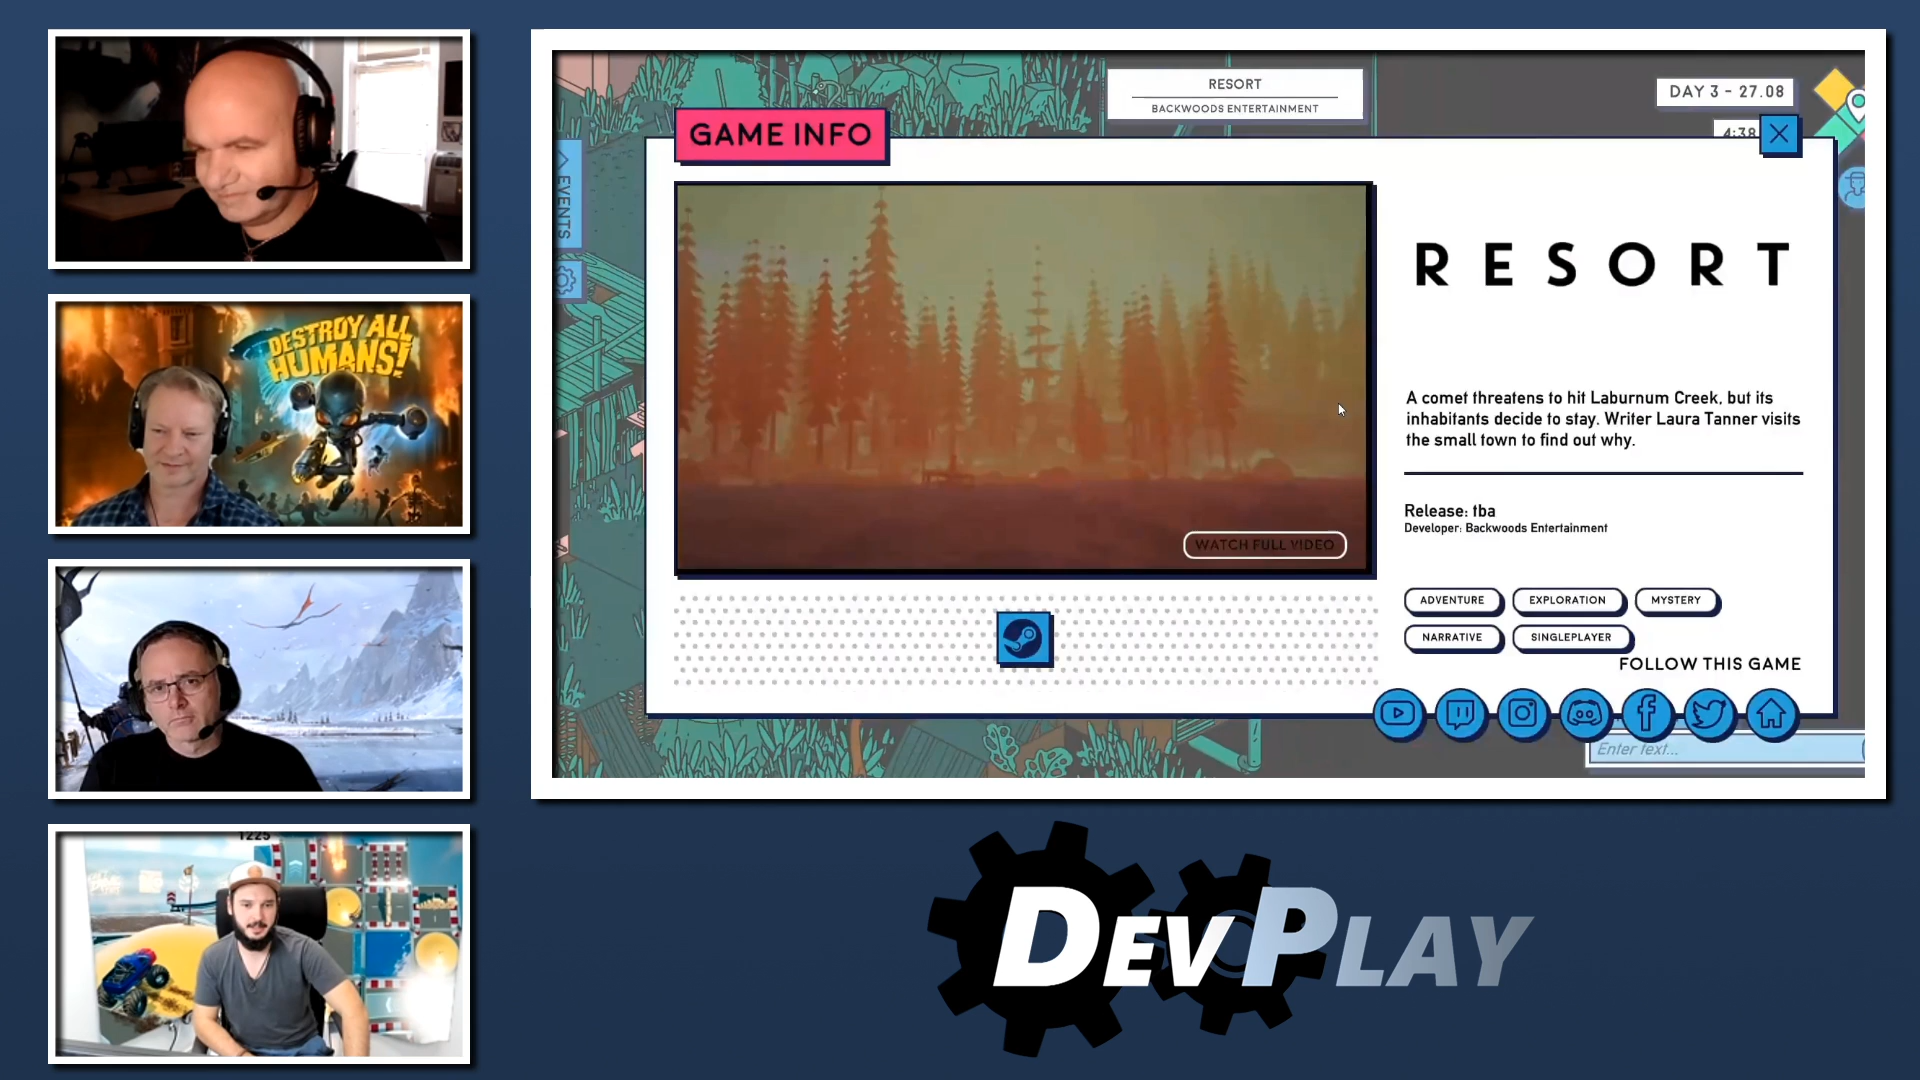 DESTROY ALL
HUMANS!
1225
RESORT
BACKWOODS ENTERTAINMENT
DAY 3 - 27.08
4:38
EVENTS
GAME INFO
RESORT
A comet threatens to hit Laburnum Creek, but its
inhabitants decide to stay. Writer Laura Tanner visits
the small town to find out why.
Release: tba
Developer: Backwoods Entertainment
WATCH FULL VIDEO
ADVENTURE
EXPLORATION
MYSTERY
NARRATIVE
SINGLEPLAYER
FOLLOW THIS GAME
Enter text...
DEVPLAY